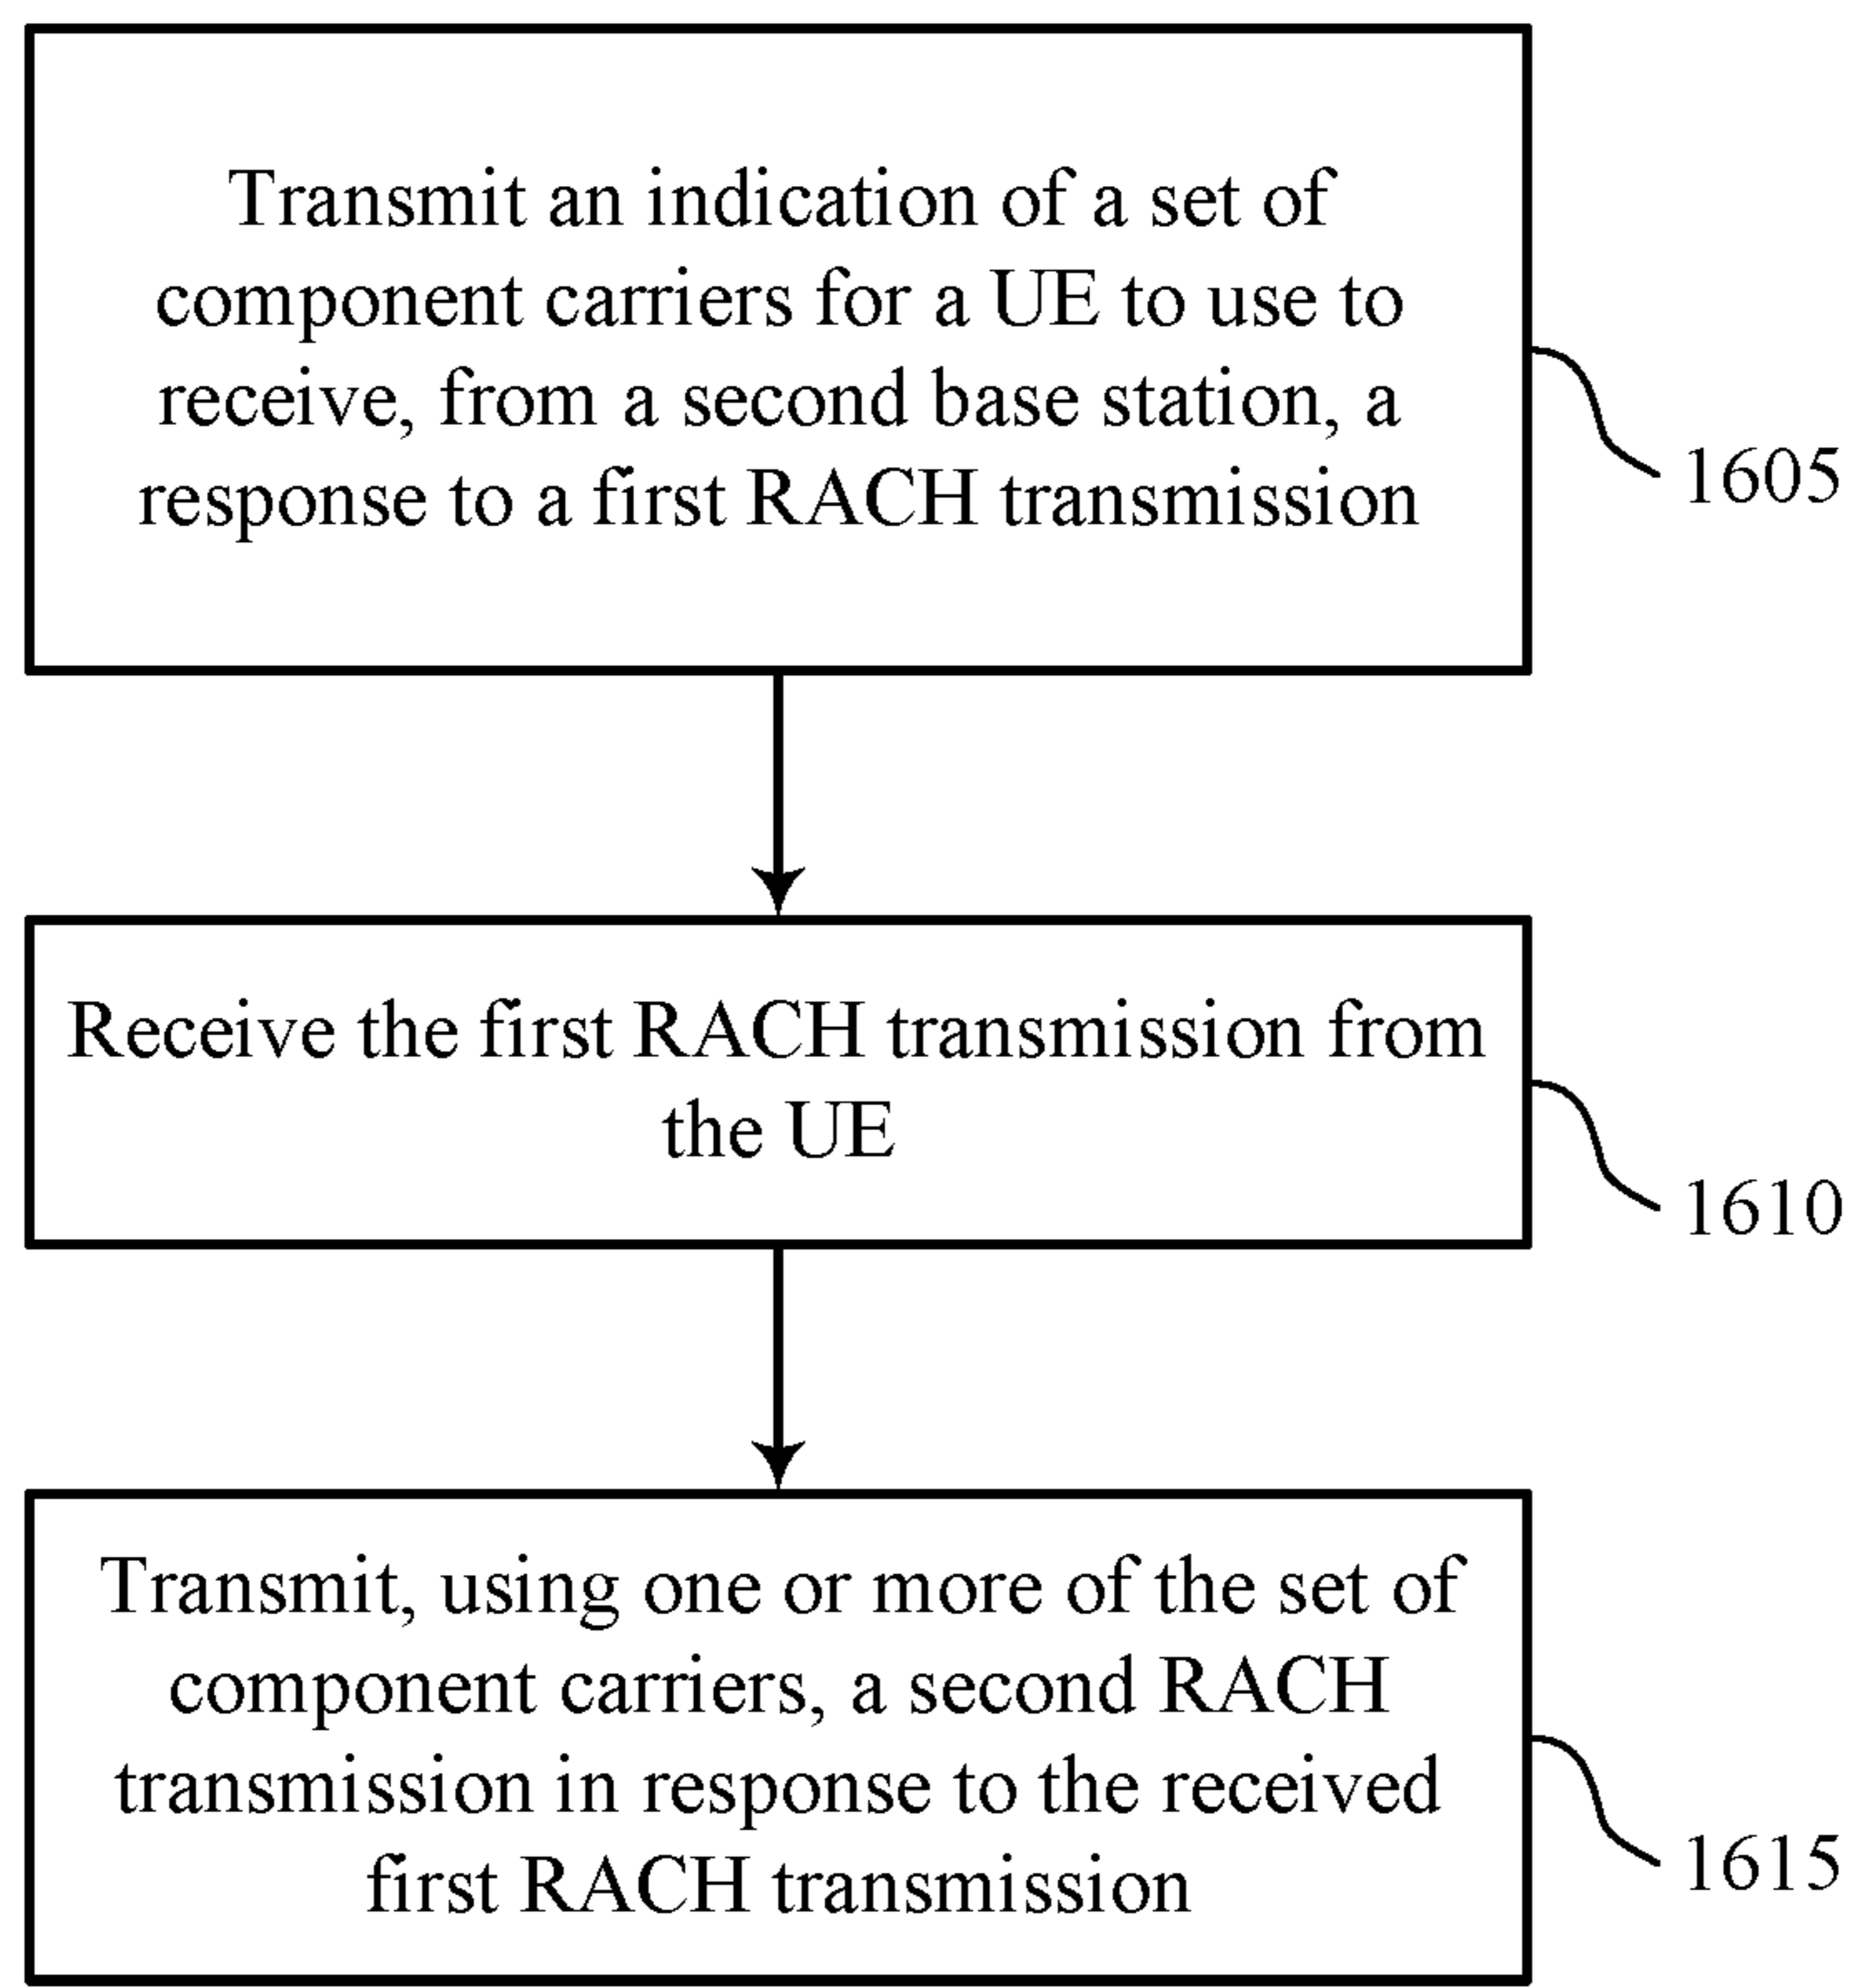 Transmit an indication of a set of
component carriers for a UE to use to
receive, from a second base station, a
response to a first RACH transmission
1605
Receive the first RACH transmission from
the UE
1610
Transmit, using one or more of the set of
component carriers, a second RACH
transmission in response to the received
first RACH transmission
1615